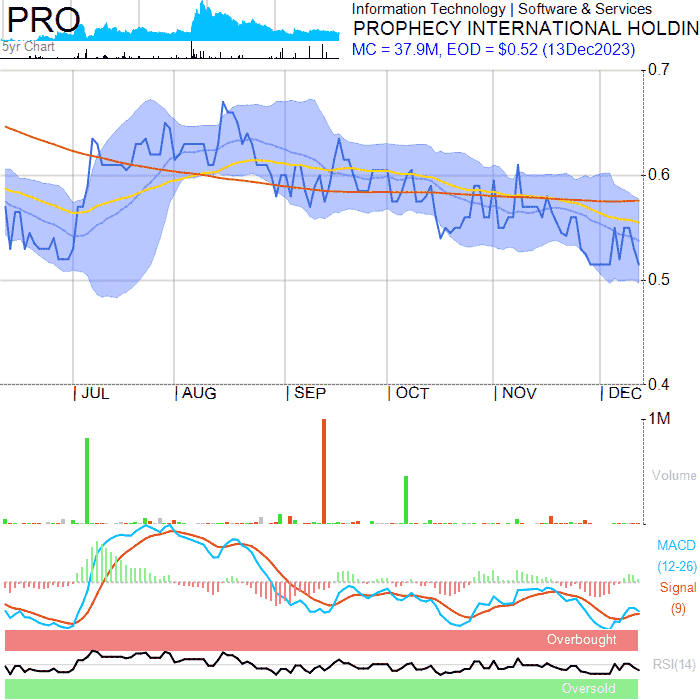 PRO
5yr Chart
Information Technology | Software & Services
PROPHECY INTERNATIONAL HOLDIN
MC = 37.9M, EOD = $0.52 (13Dec2023)
0.7
0.6
0.5
0.4
| JUL | AUG | SEP | OCT | NOV | DEC
1M
Volume
MACD
(12-26)
Signal
(9)
Overbought
RSI(14)
Oversold